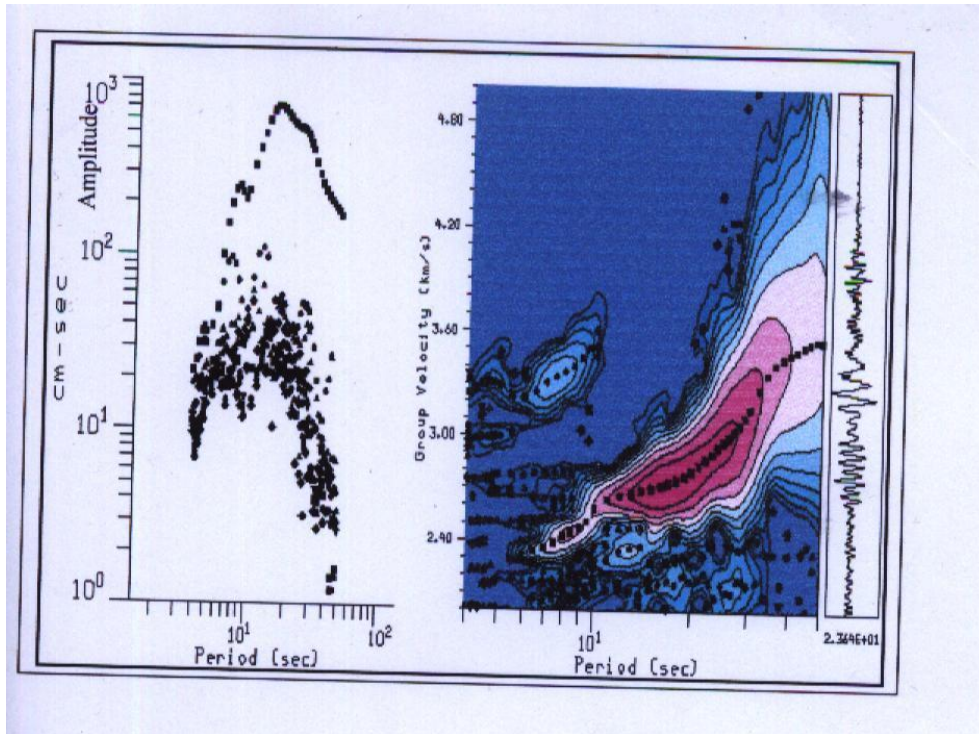 Amplitude
cm-sec
10³
10²
10¹
10⁰
10¹
10²
Period (sec)
Group Velocity (km/s)
4.80
4.20
3.60
3.00
2.40
10¹
Period (sec)
2.364E+01